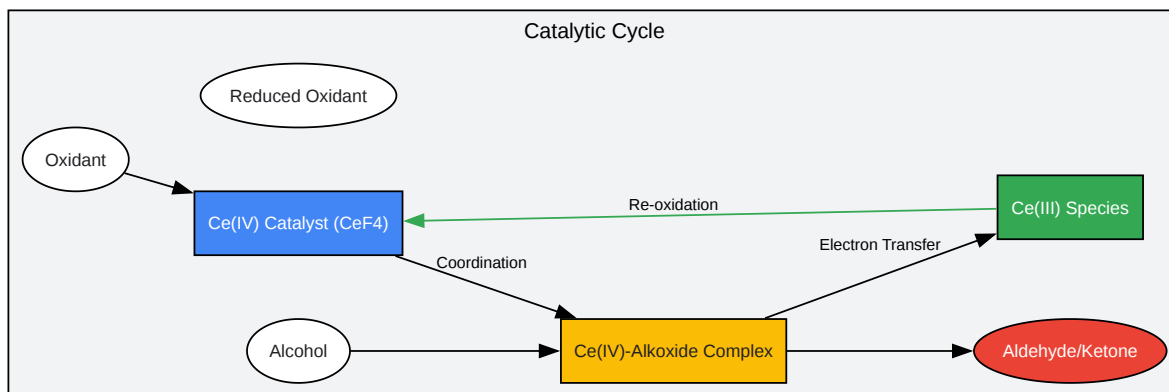 Catalytic Cycle
Reduced Oxidant
Oxidant
Ce(IV) Catalyst (CeF4)
Re-oxidation
Ce(III) Species
Coordination
Electron Transfer
Alcohol
Ce(IV)-Alkoxide Complex
Aldehyde/Ketone